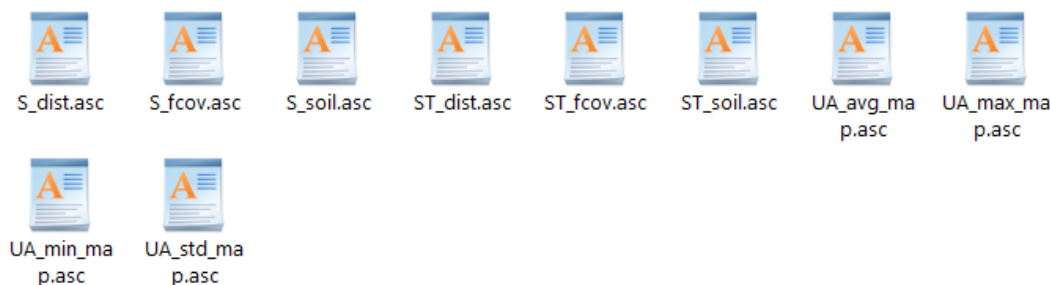 S_dist.asc S_fcov.asc S_soil.asc ST_dist.asc ST_fcov.asc ST_soil.asc UA_avg_ma UA_max_ma
p.asc p.asc
UA_min_ma UA_std_ma
p.asc p.asc